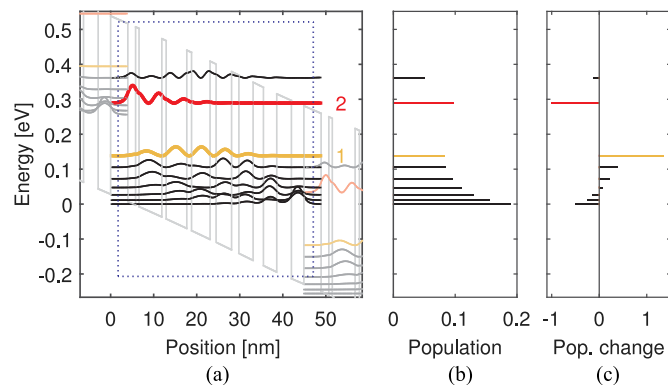 0.5
0.4
0.3
0.2
0.1
0
-0.1
-0.2
Energy [eV]
2
1
0 10 20 30 40 50
Position [nm]
(a)
0 0.1 0.2
Population
(b)
-1 0 1
Pop. change
(c)